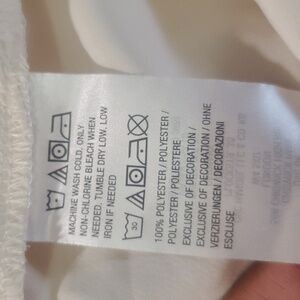 MACHINE WASH COLD, ONLY
NON-CHLORINE BLEACH WHEN
NEEDED, TUMBLE DRY LOW, LOW
IRON IF NEEDED
30
100% POLYESTER / POLYESTER /
POLYESTER / POLIESTERE
EXCLUSIVE OF DECORATION /
EXCLUSIVE OF DECORATION / OHNE
VERZIERUNGEN / DECORAZIONI
ESCLUSE